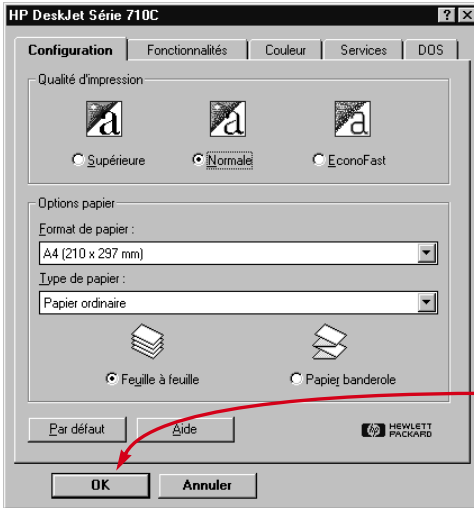 HP DeskJet Série 710C
Configuration Fonctionnalités Couleur Services DOS
Qualité d'impression
a a a
Supérieure Normale EconoFast
Options papier
Format de papier :
A4 (210 x 297 mm)
Type de papier :
Papier ordinaire
Feuille à feuille Papier banderole
Par défaut Aide hp HEWLETT
PACKARD
OK Annuler